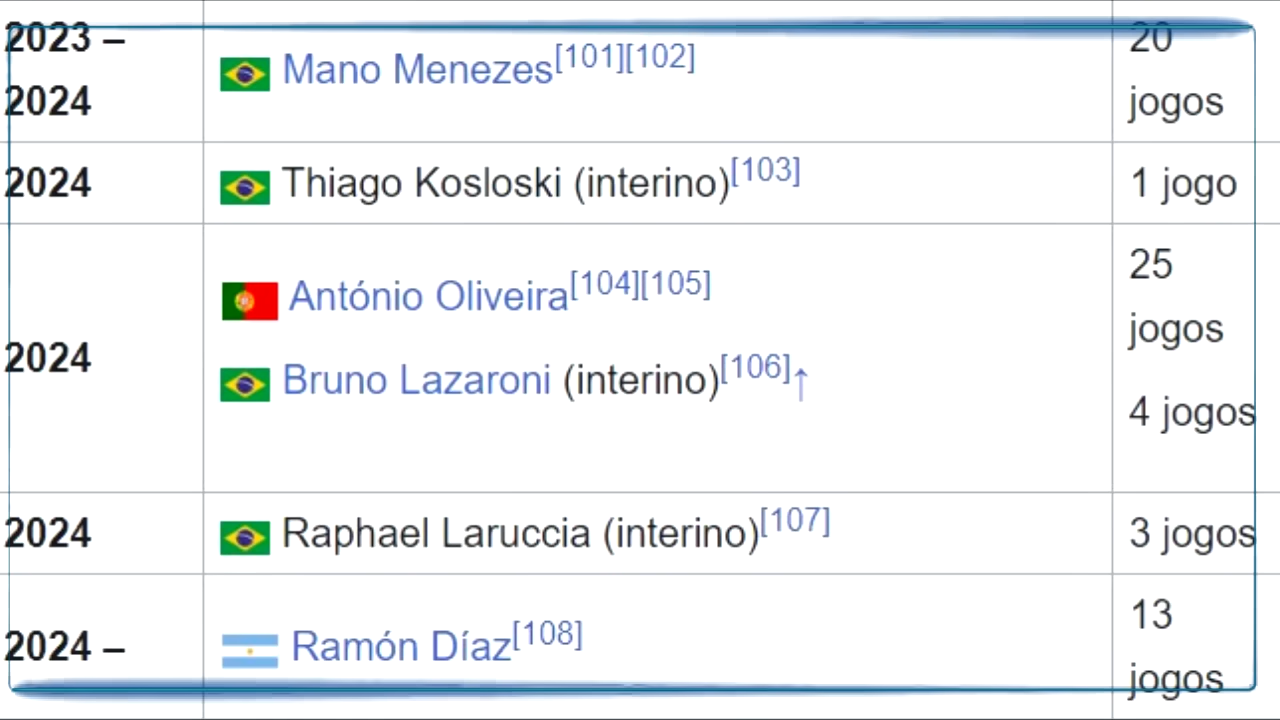 2023 –
2024
Mano Menezes[101][102]
20
jogos
2024
Thiago Kosloski (interino)[103]
1 jogo
2024
António Oliveira[104][105]
25
jogos
Bruno Lazaroni (interino)[106]↑
4 jogos
2024
Raphael Laruccia (interino)[107]
3 jogos
2024 –
Ramón Díaz[108]
13
jogos